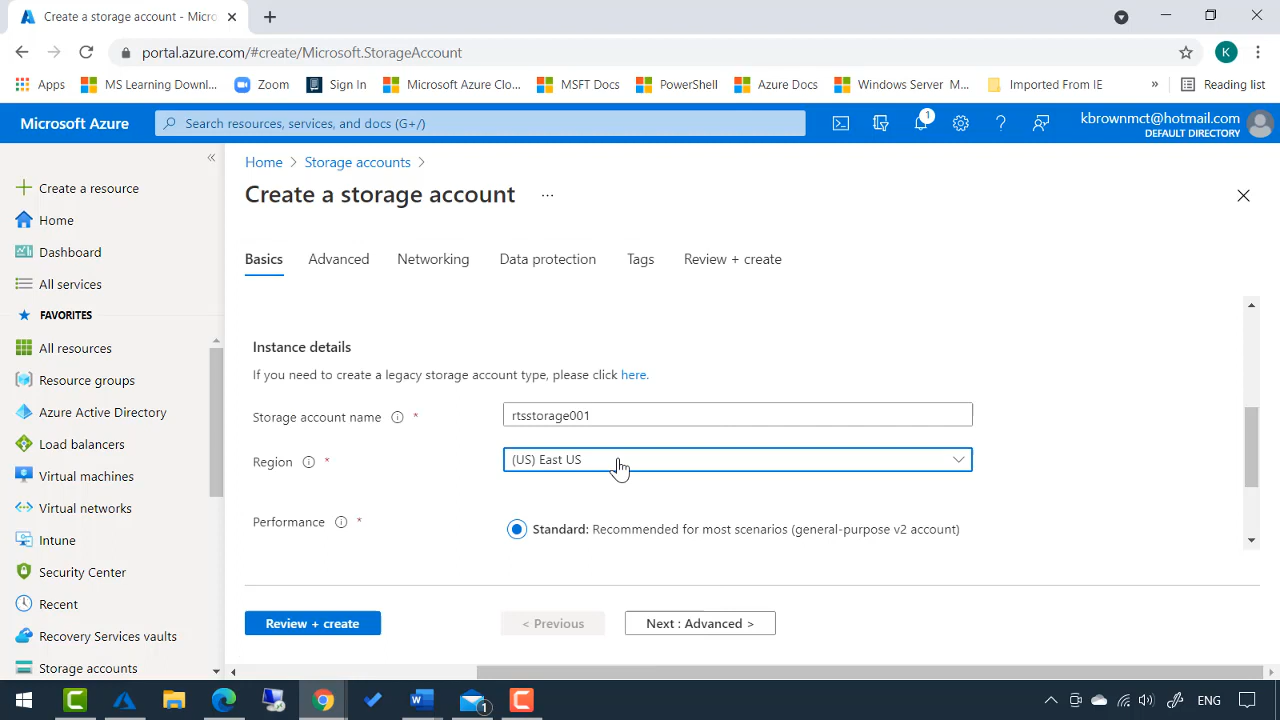 Create a storage account - Micro
portal.azure.com/#create/Microsoft.StorageAccount
K
Apps
MS Learning Downl...
Zoom
Sign In
Microsoft Azure Clo...
MSFT Docs
PowerShell
Azure Docs
Windows Server M...
Imported From IE
»
Reading list
Microsoft Azure
Search resources, services, and docs (G+/)
1
kbrownmct@hotmail.com
DEFAULT DIRECTORY
«
Create a resource
Home
Dashboard
All services
FAVORITES
All resources
Resource groups
Azure Active Directory
Load balancers
Virtual machines
Virtual networks
Intune
Security Center
Recent
Recovery Services vaults
Storage accounts
Home > Storage accounts >
Create a storage account ...
Basics
Advanced
Networking
Data protection
Tags
Review + create
Instance details
If you need to create a legacy storage account type, please click here.
Storage account name *
rtsstorage001
Region *
(US) East US
Performance *
Standard: Recommended for most scenarios (general-purpose v2 account)
Review + create
< Previous
Next : Advanced >
1
ENG